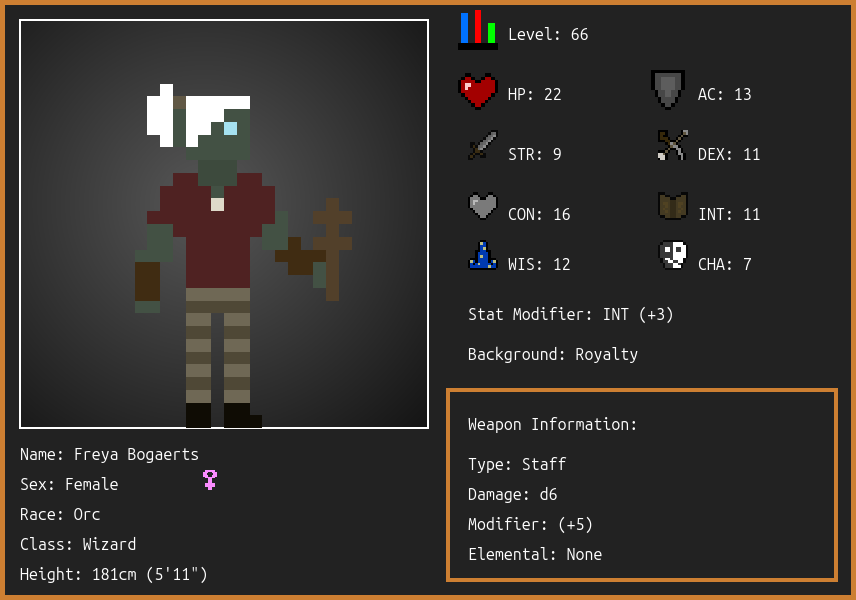 Level: 66
HP: 22
AC: 13
STR: 9
DEX: 11
CON: 16
INT: 11
WIS: 12
CHA: 7
Stat Modifier: INT (+3)
Background: Royalty
Name: Freya Bogaerts
Sex: Female
Race: Orc
Class: Wizard
Height: 181cm (5'11")
Weapon Information:
Type: Staff
Damage: d6
Modifier: (+5)
Elemental: None